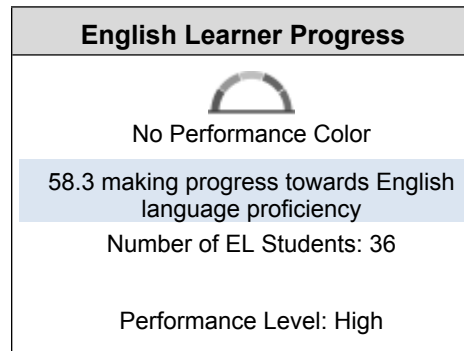 English Learner Progress
No Performance Color
58.3 making progress towards English
language proficiency
Number of EL Students: 36
Performance Level: High